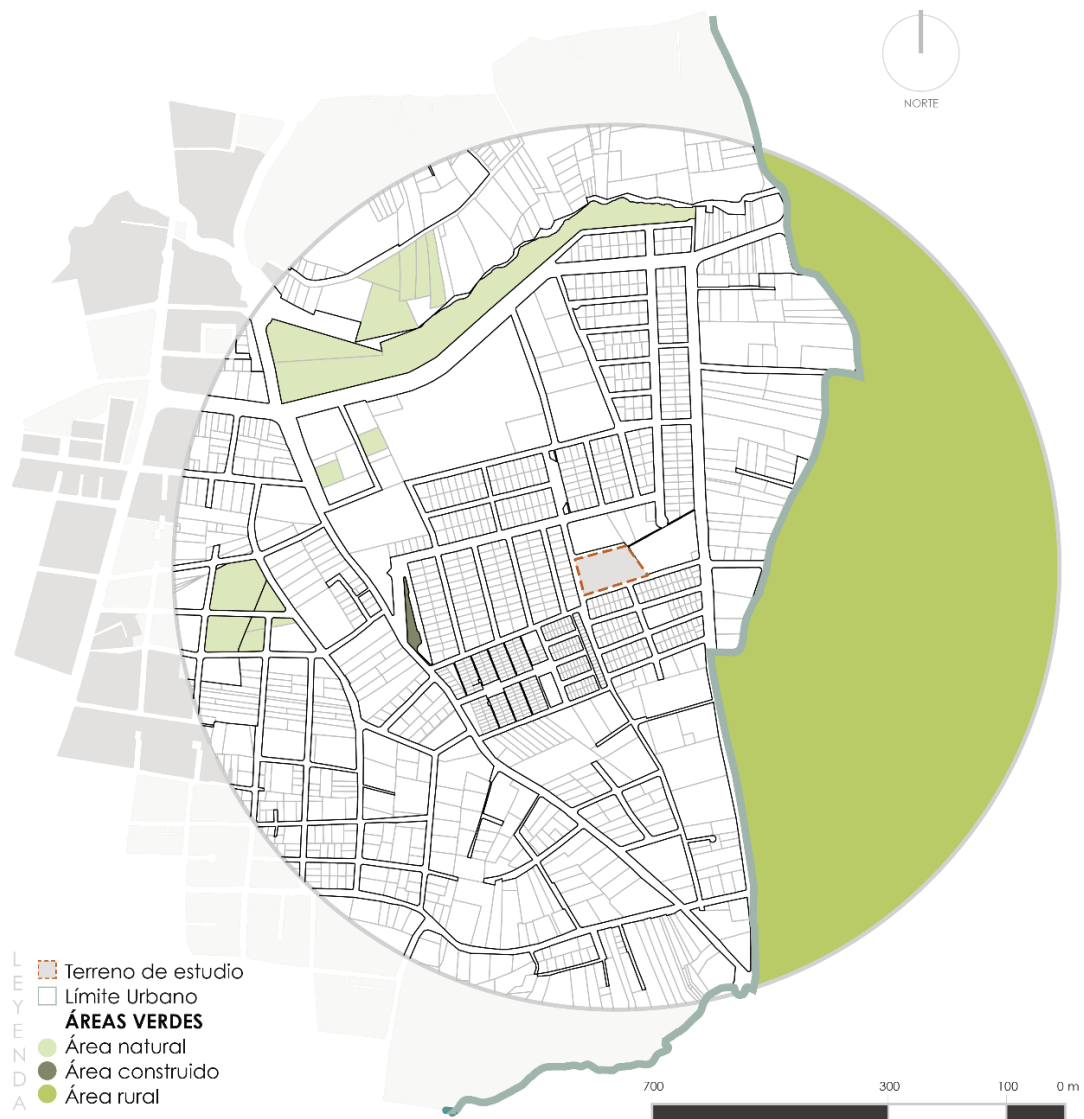 NORTE
LEYENDA
Terreno de estudio
Límite Urbano
ÁREAS VERDES
Área natural
Área construido
Área rural
700 300 100 0 m